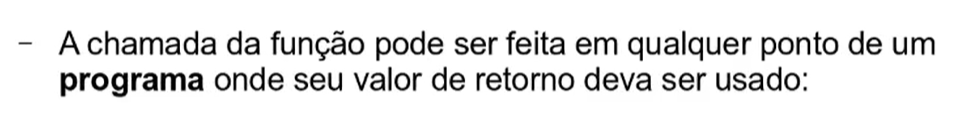 – A chamada da função pode ser feita em qualquer ponto de um
programa onde seu valor de retorno deva ser usado: